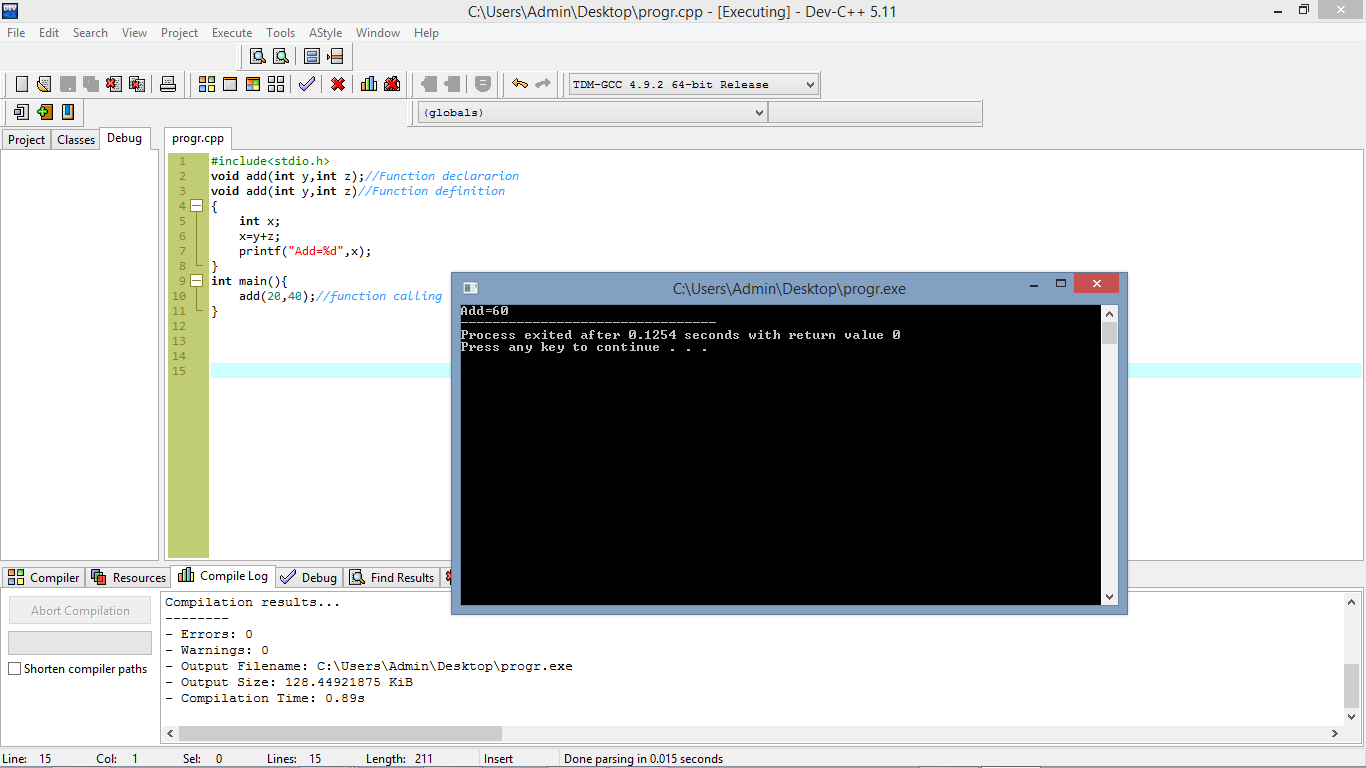 C:\Users\Admin\Desktop\progr.cpp - [Executing] - Dev-C++ 5.11
File Edit Search View Project Execute Tools AStyle Window Help
TDM-GCC 4.9.2 64-bit Release
(globals)
Project Classes Debug progr.cpp
1 #include<stdio.h>
2 void add(int y,int z);//Function declararion
3 void add(int y,int z)//Function definition
4 {
5 int x;
6 x=y+z;
7 printf("Add=%d",x);
8 }
9 int main(){
10 add(20,40);//function calling
11 }
12
13
14
15
C:\Users\Admin\Desktop\progr.exe
Add=60
--------------------------------
Process exited after 0.1254 seconds with return value 0
Press any key to continue . . .
Compiler Resources Compile Log Debug Find Results
Abort Compilation
Shorten compiler paths
Compilation results...
--------
- Errors: 0
- Warnings: 0
- Output Filename: C:\Users\Admin\Desktop\progr.exe
- Output Size: 128.44921875 KiB
- Compilation Time: 0.89s
Line: 15 Col: 1 Sel: 0 Lines: 15 Length: 211 Insert Done parsing in 0.015 seconds